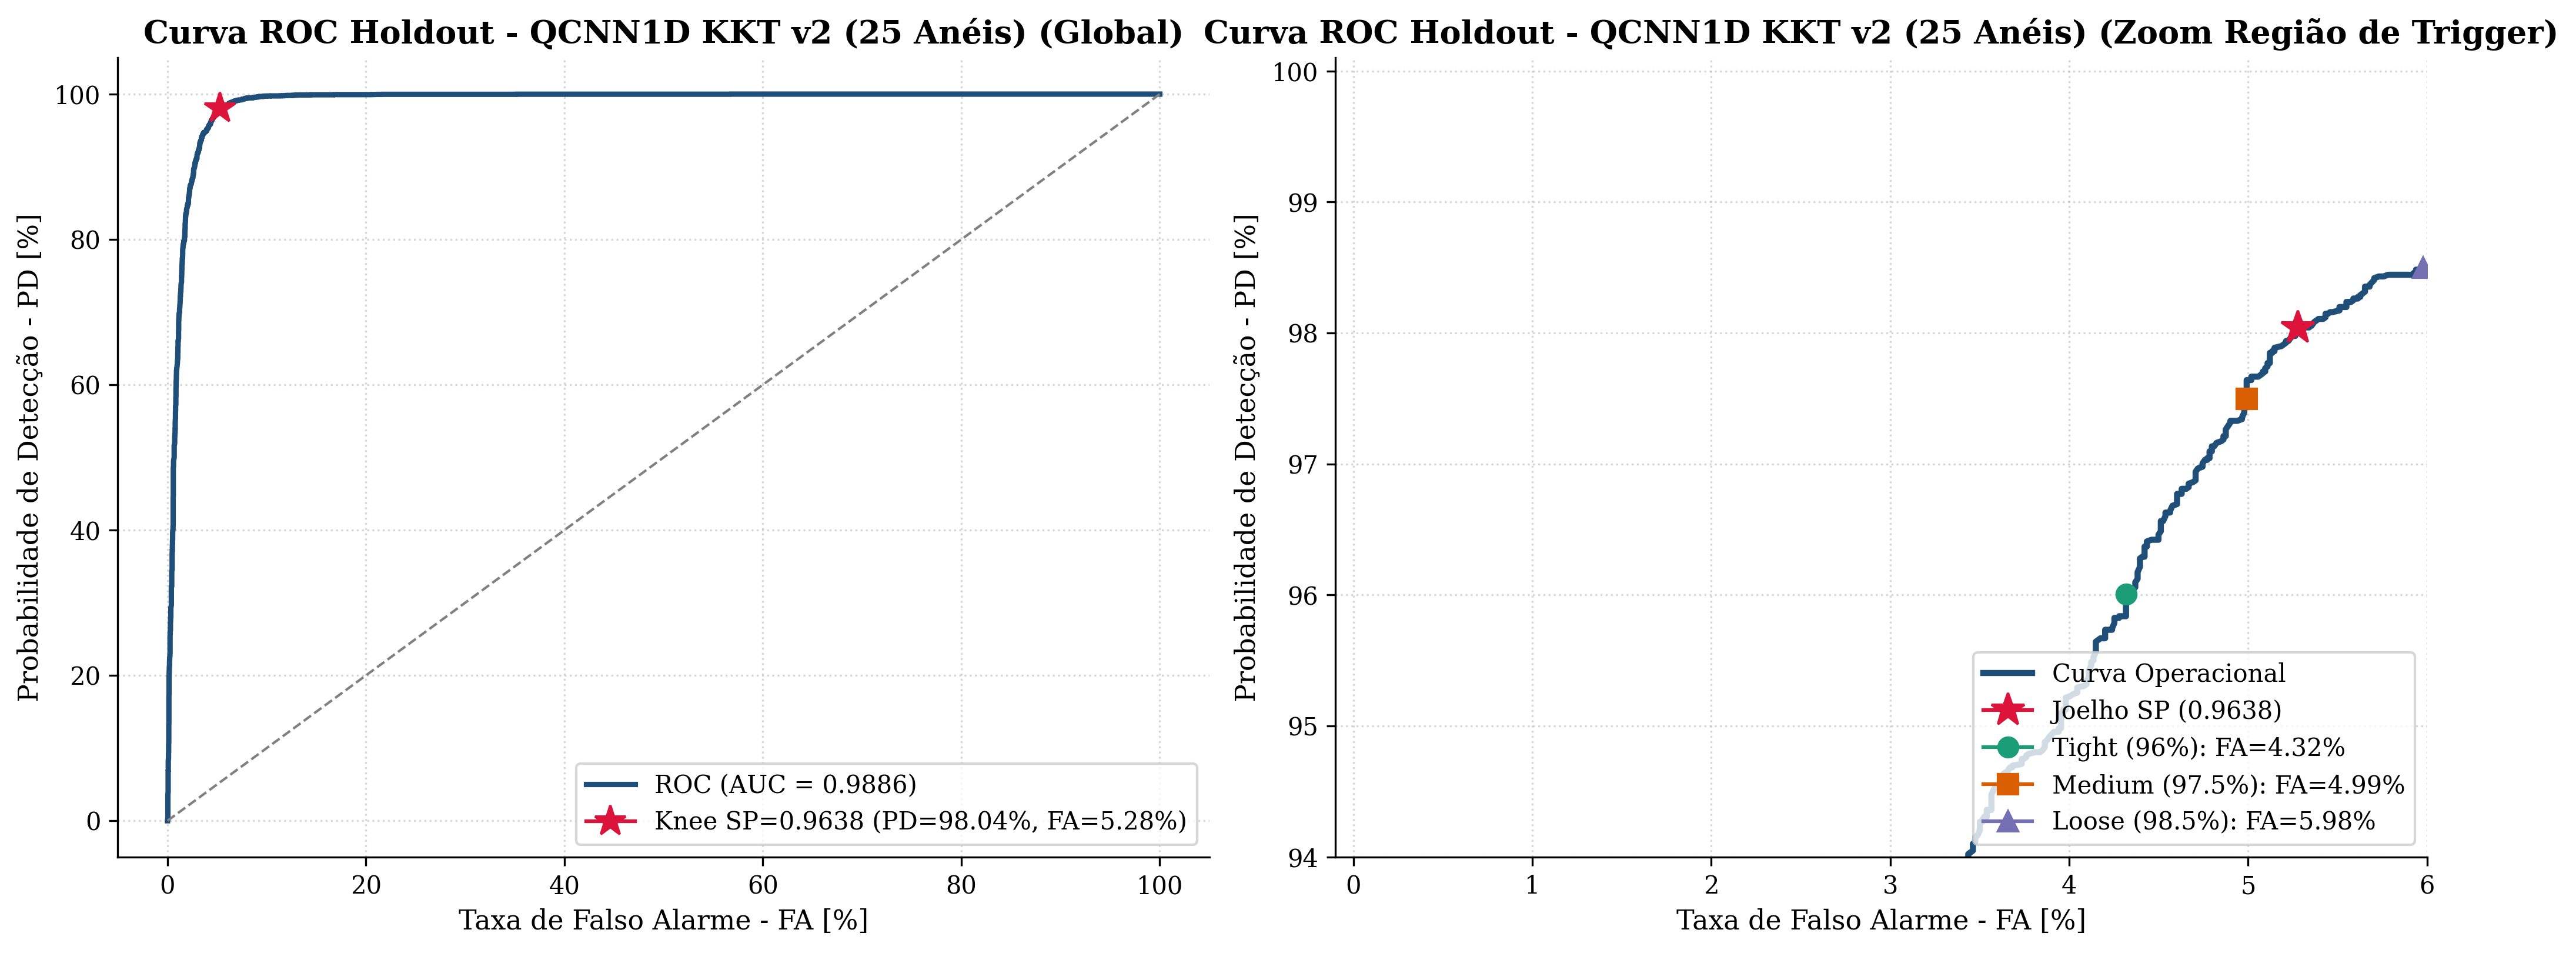 Curva ROC Holdout - QCNN1D KKT v2 (25 Anéis) (Global)
Probabilidade de Detecção - PD [%]
100
80
60
40
20
0
ROC (AUC = 0.9886)
Knee SP=0.9638 (PD=98.04%, FA=5.28%)
0 20 40 60 80 100
Taxa de Falso Alarme - FA [%]
Curva ROC Holdout - QCNN1D KKT v2 (25 Anéis) (Zoom Região de Trigger)
Probabilidade de Detecção - PD [%]
100
99
98
97
96
95
94
Curva Operacional
Joelho SP (0.9638)
Tight (96%): FA=4.32%
Medium (97.5%): FA=4.99%
Loose (98.5%): FA=5.98%
0 1 2 3 4 5 6
Taxa de Falso Alarme - FA [%]